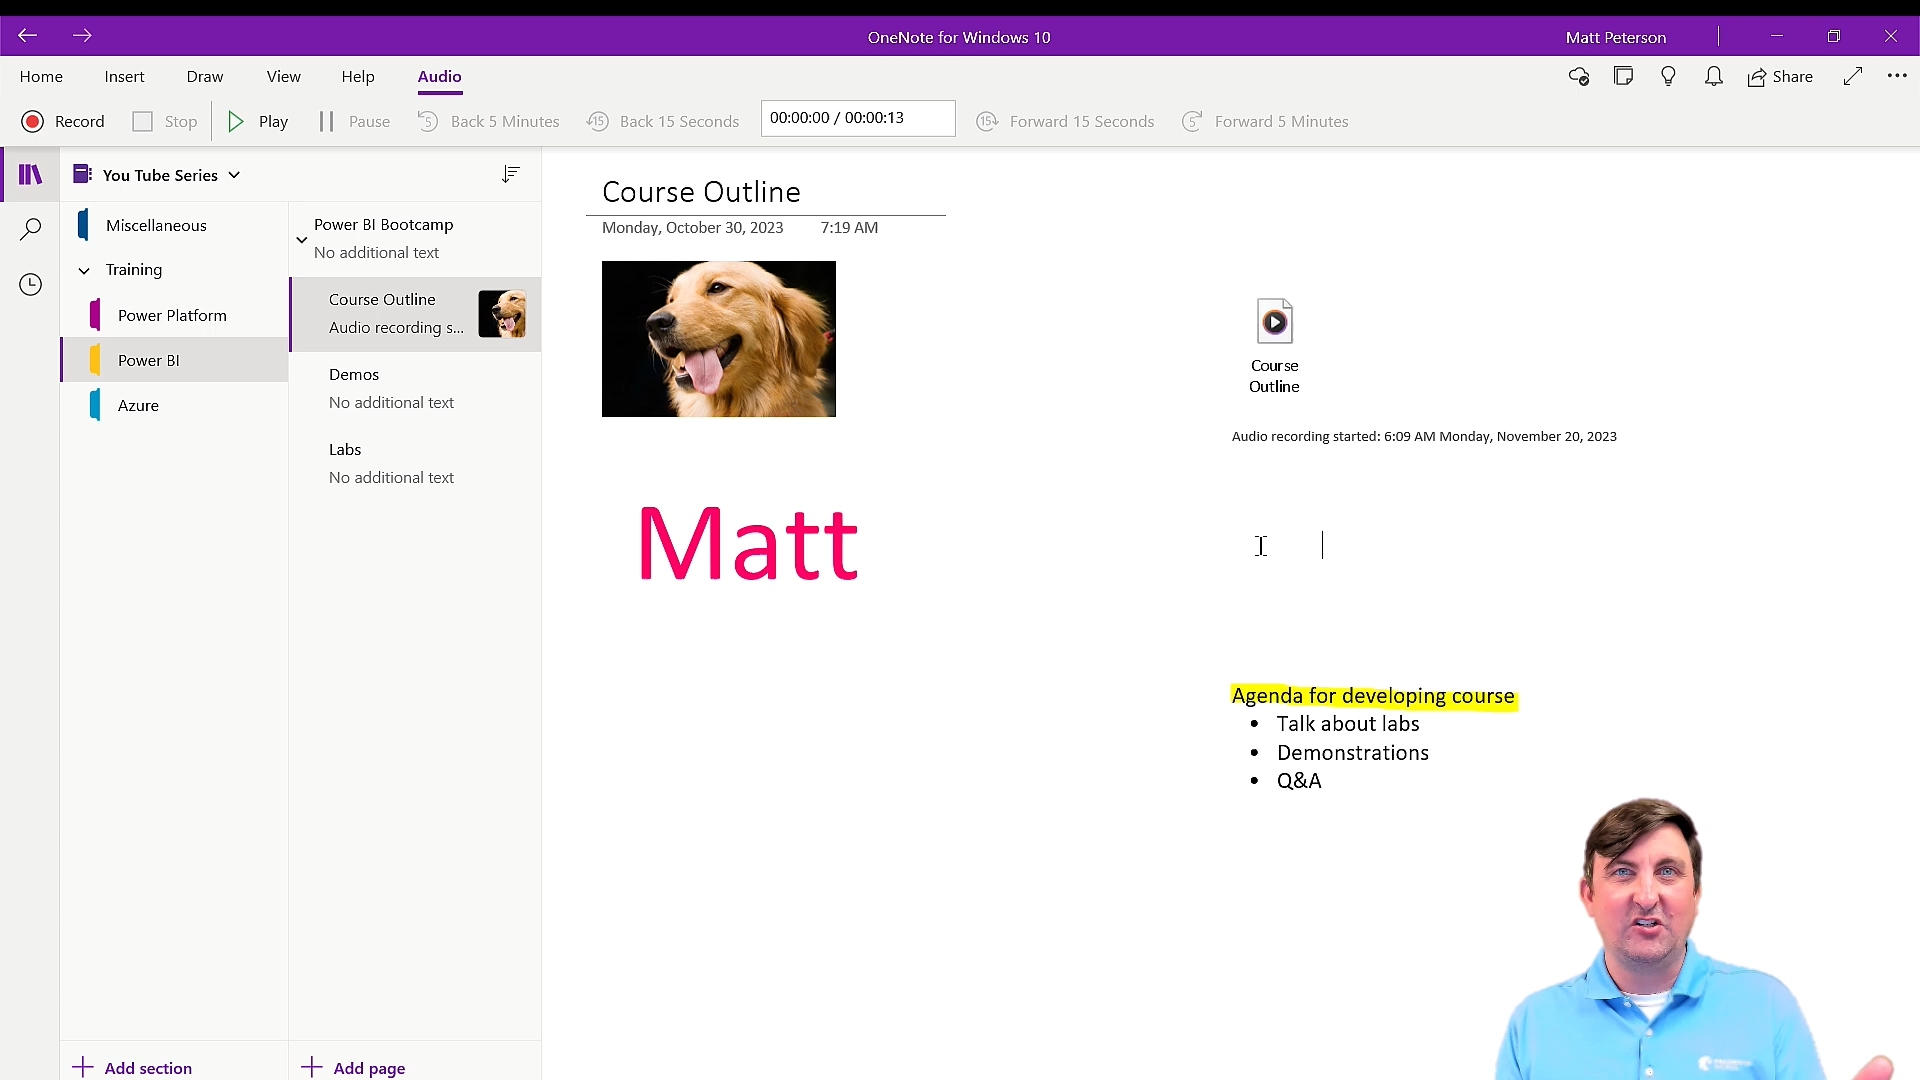 OneNote for Windows 10
Matt Peterson
Home Insert Draw View Help Audio
Share
Record Stop Play Pause Back 5 Minutes Back 15 Seconds 00:00:00 / 00:00:13 Forward 15 Seconds Forward 5 Minutes
You Tube Series
Miscellaneous
Training
Power Platform
Power BI
Azure
Add section
Power BI Bootcamp
No additional text
Course Outline
Audio recording s...
Demos
No additional text
Labs
No additional text
Add page
Course Outline
Monday, October 30, 2023 7:19 AM
Matt
Course
Outline
Audio recording started: 6:09 AM Monday, November 20, 2023
Agenda for developing course
• Talk about labs
• Demonstrations
• Q&A